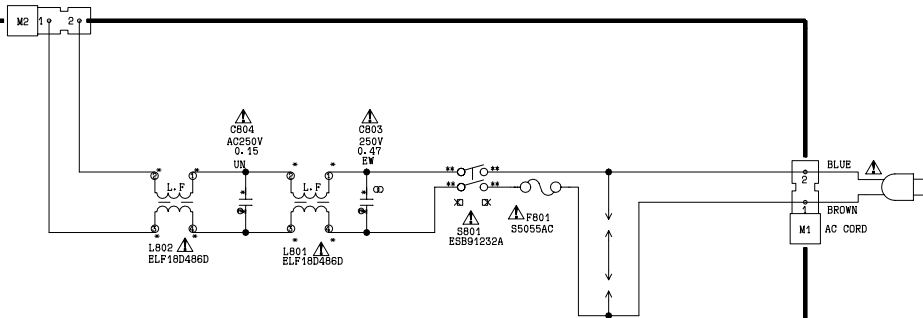 M2 1 2
C804
AC250V
0.15
UN
C803
250V
0.47
EW
L.F
L.F
L802
ELF18D486D
L801
ELF18D486D
S801
ESB91232A
F801
S5055AC
BLUE
2
1
BROWN
M1 AC CORD